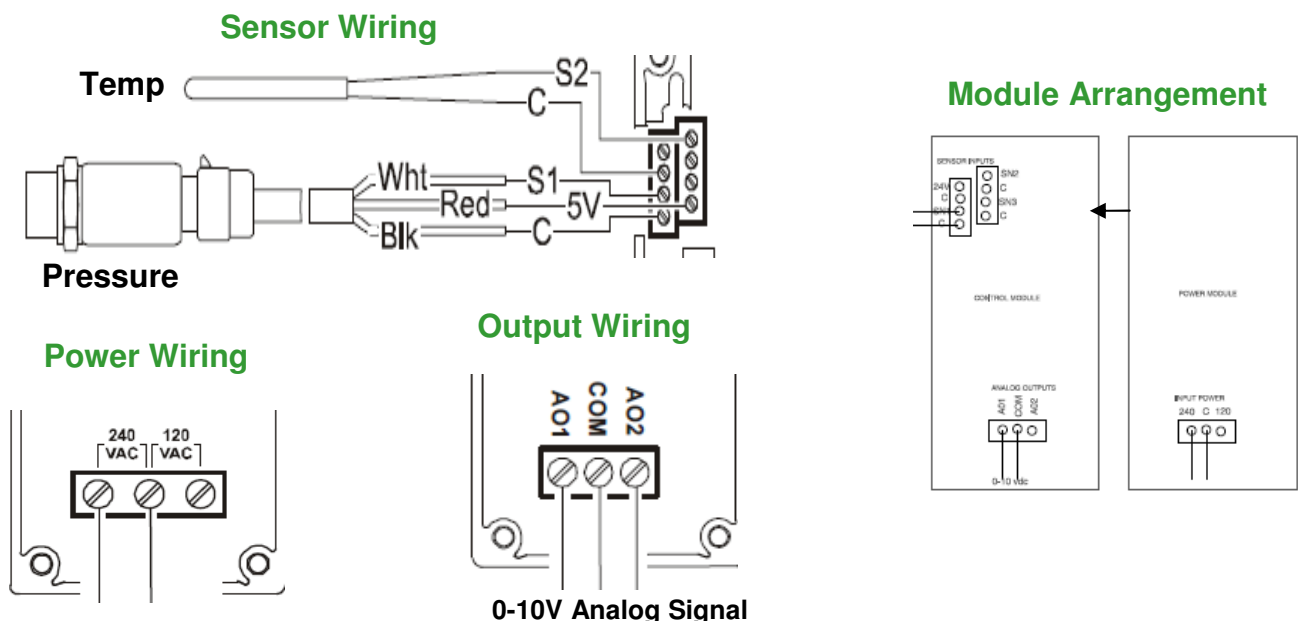 Sensor Wiring
Temp
S2
C
Wht
S1
Red
5V
Blk
C
Pressure
Module Arrangement
SENSOR INPUTS
SN2
24V
C
C
SN3
SN1
C
C
CONTROL MODULE
POWER MODULE
ANALOG OUTPUTS
AO1
COM
AO2
0-10 vdc
INPUT POWER
240 C 120
Power Wiring
240 VAC
120 VAC
Output Wiring
AO1
COM
AO2
0-10V Analog Signal